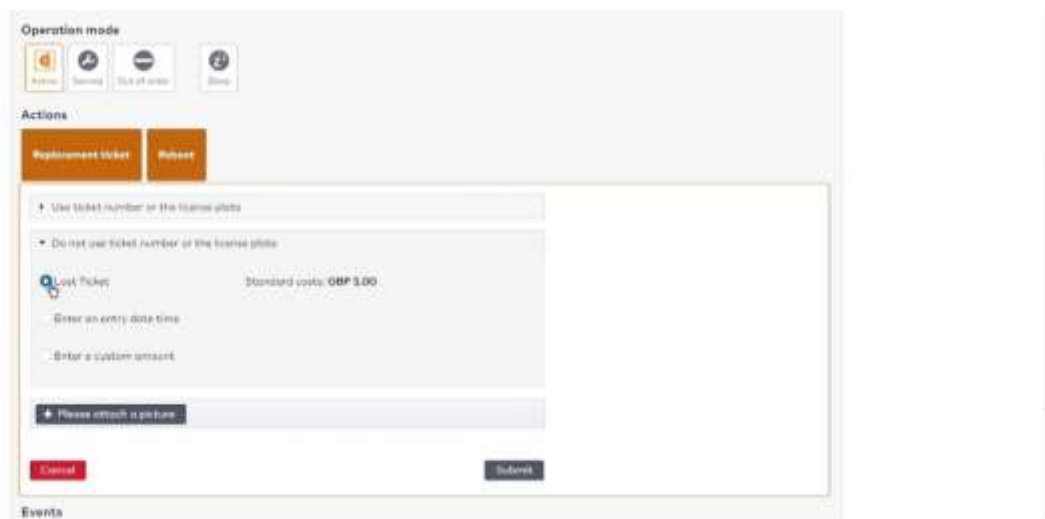 Operation mode
Active Service Out of order Sleep
Actions
Replacement ticket Reboot
Use ticket number or the license plate
Do not use ticket number or the license plate
Lost Ticket Standard costs: GBP 3.00
Enter an entry date time
Enter a custom amount
+ Please attach a picture
Cancel Submit
Events